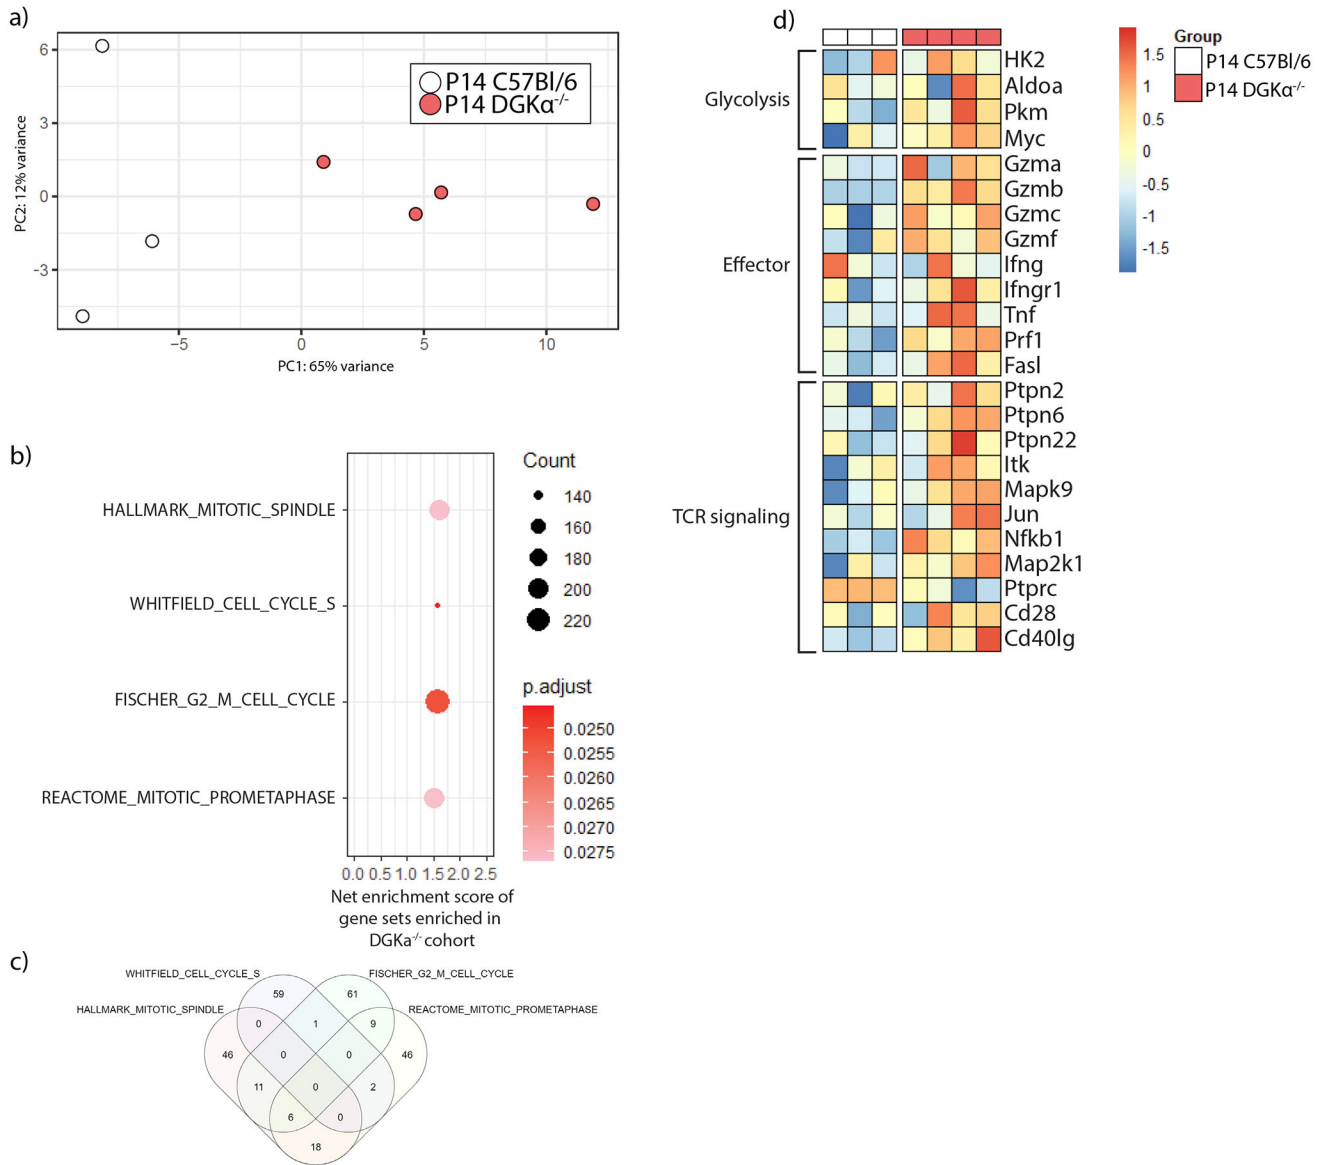 a)
6
3
0
-3
PC2: 12% variance
P14 C57Bl/6
P14 DGKα-/-
−5
0
5
10
PC1: 65% variance
b)
HALLMARK_MITOTIC_SPINDLE
WHITFIELD_CELL_CYCLE_S
FISCHER_G2_M_CELL_CYCLE
REACTOME_MITOTIC_PROMETAPHASE
0.0 0.5 1.0 1.5 2.0 2.5
Net enrichment score of
gene sets enriched in
DGKa-/- cohort
Count
140
160
180
200
220
p.adjust
0.0250
0.0255
0.0260
0.0265
0.0270
0.0275
c)
WHITFIELD_CELL_CYCLE_S
FISCHER_G2_M_CELL_CYCLE
HALLMARK_MITOTIC_SPINDLE
REACTOME_MITOTIC_PROMETAPHASE
59
61
0
1
9
46
0
0
46
11
0
2
6
0
18
d)
Glycolysis
HK2
Aldoa
Pkm
Myc
Effector
Gzma
Gzmb
Gzmc
Gzmf
Ifng
Ifngr1
Tnf
Prf1
Fasl
TCR signaling
Ptpn2
Ptpn6
Ptpn22
Itk
Mapk9
Jun
Nfkb1
Map2k1
Ptprc
Cd28
Cd40lg
1.5
1
0.5
0
-0.5
-1
-1.5
Group
P14 C57Bl/6
P14 DGKα-/-